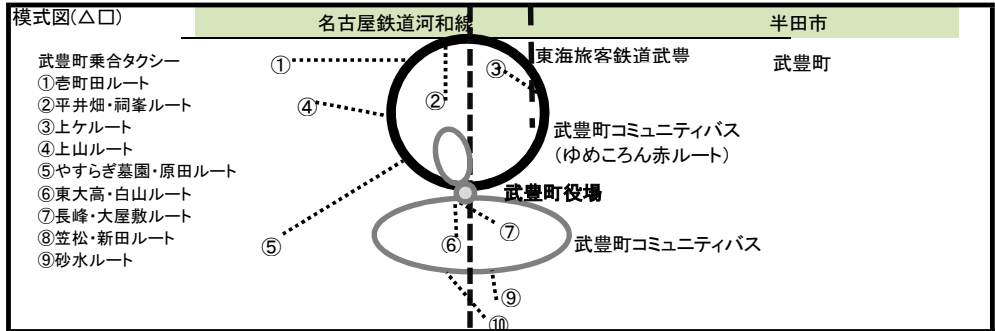 模式図(△□)
名古屋鉄道河和線
半田市
武豊町乗合タクシー
①壱町田ルート
②平井畑・祠峯ルート
③上ケルート
④上山ルート
⑤やすらぎ墓園・原田ルート
⑥東大高・白山ルート
⑦長峰・大屋敷ルート
⑧笠松・新田ルート
⑨砂水ルート
東海旅客鉄道武豊
武豊町
①
③
②
④
武豊町コミュニティバス
(ゆめころん赤ルート)
武豊町役場
⑦
⑤
⑥
武豊町コミュニティバス
⑨
⑩